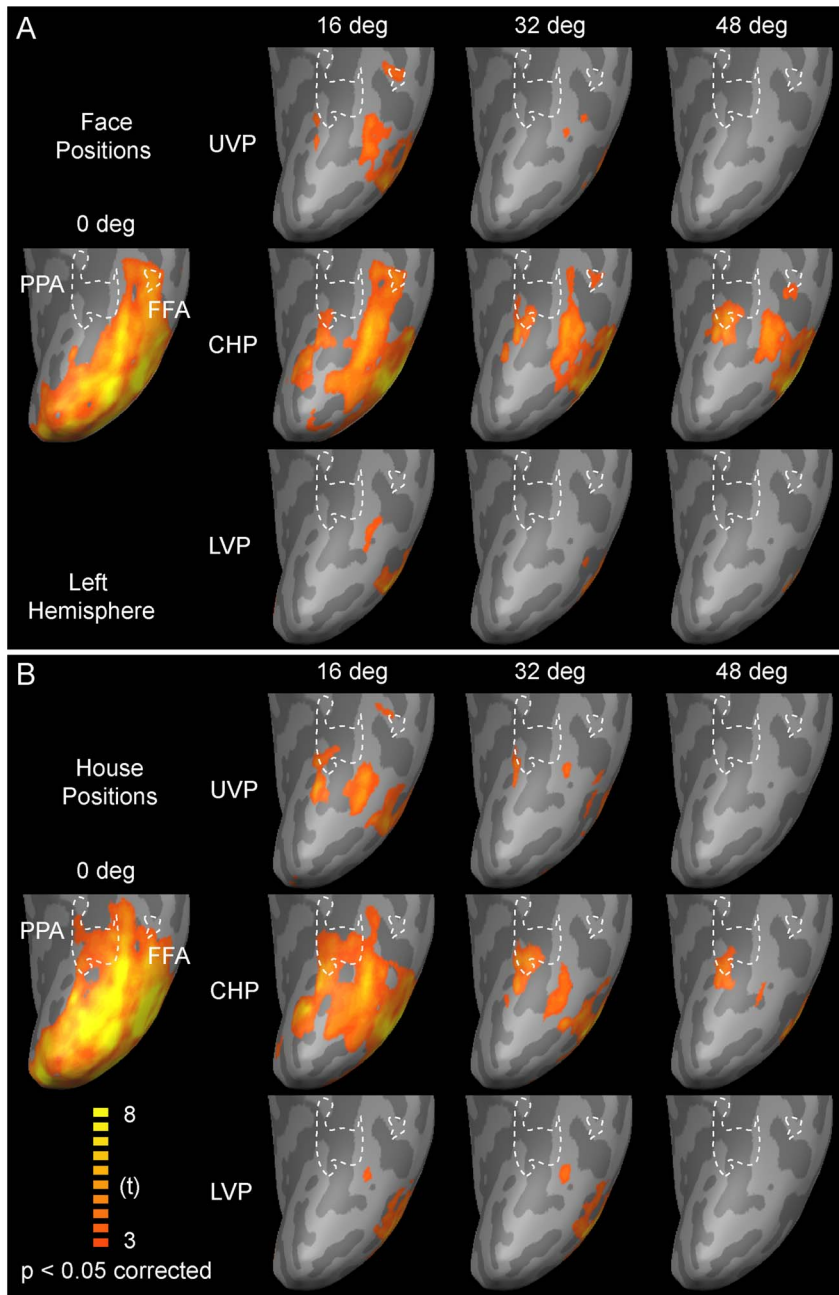 A
16 deg
32 deg
48 deg
Face
Positions
UVP
0 deg
PPA
FFA
CHP
LVP
Left
Hemisphere
B
16 deg
32 deg
48 deg
House
Positions
UVP
0 deg
PPA
FFA
CHP
8
(t)
3
LVP
p < 0.05 corrected